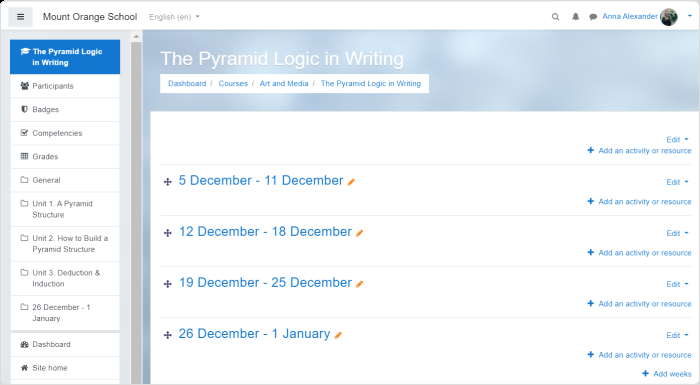 Mount Orange School
English (en)
Anna Alexander
The Pyramid Logic
in Writing
Participants
Badges
Competencies
Grades
General
Unit 1. A Pyramid
Structure
Unit 2. How to Build a
Pyramid Structure
Unit 3. Deduction &
Induction
26 December - 1
January
Dashboard
Site home
The Pyramid Logic in Writing
Dashboard / Courses / Art and Media / The Pyramid Logic in Writing
Edit
Add an activity or resource
5 December - 11 December
Edit
Add an activity or resource
12 December - 18 December
Edit
Add an activity or resource
19 December - 25 December
Edit
Add an activity or resource
26 December - 1 January
Edit
Add an activity or resource
Add weeks